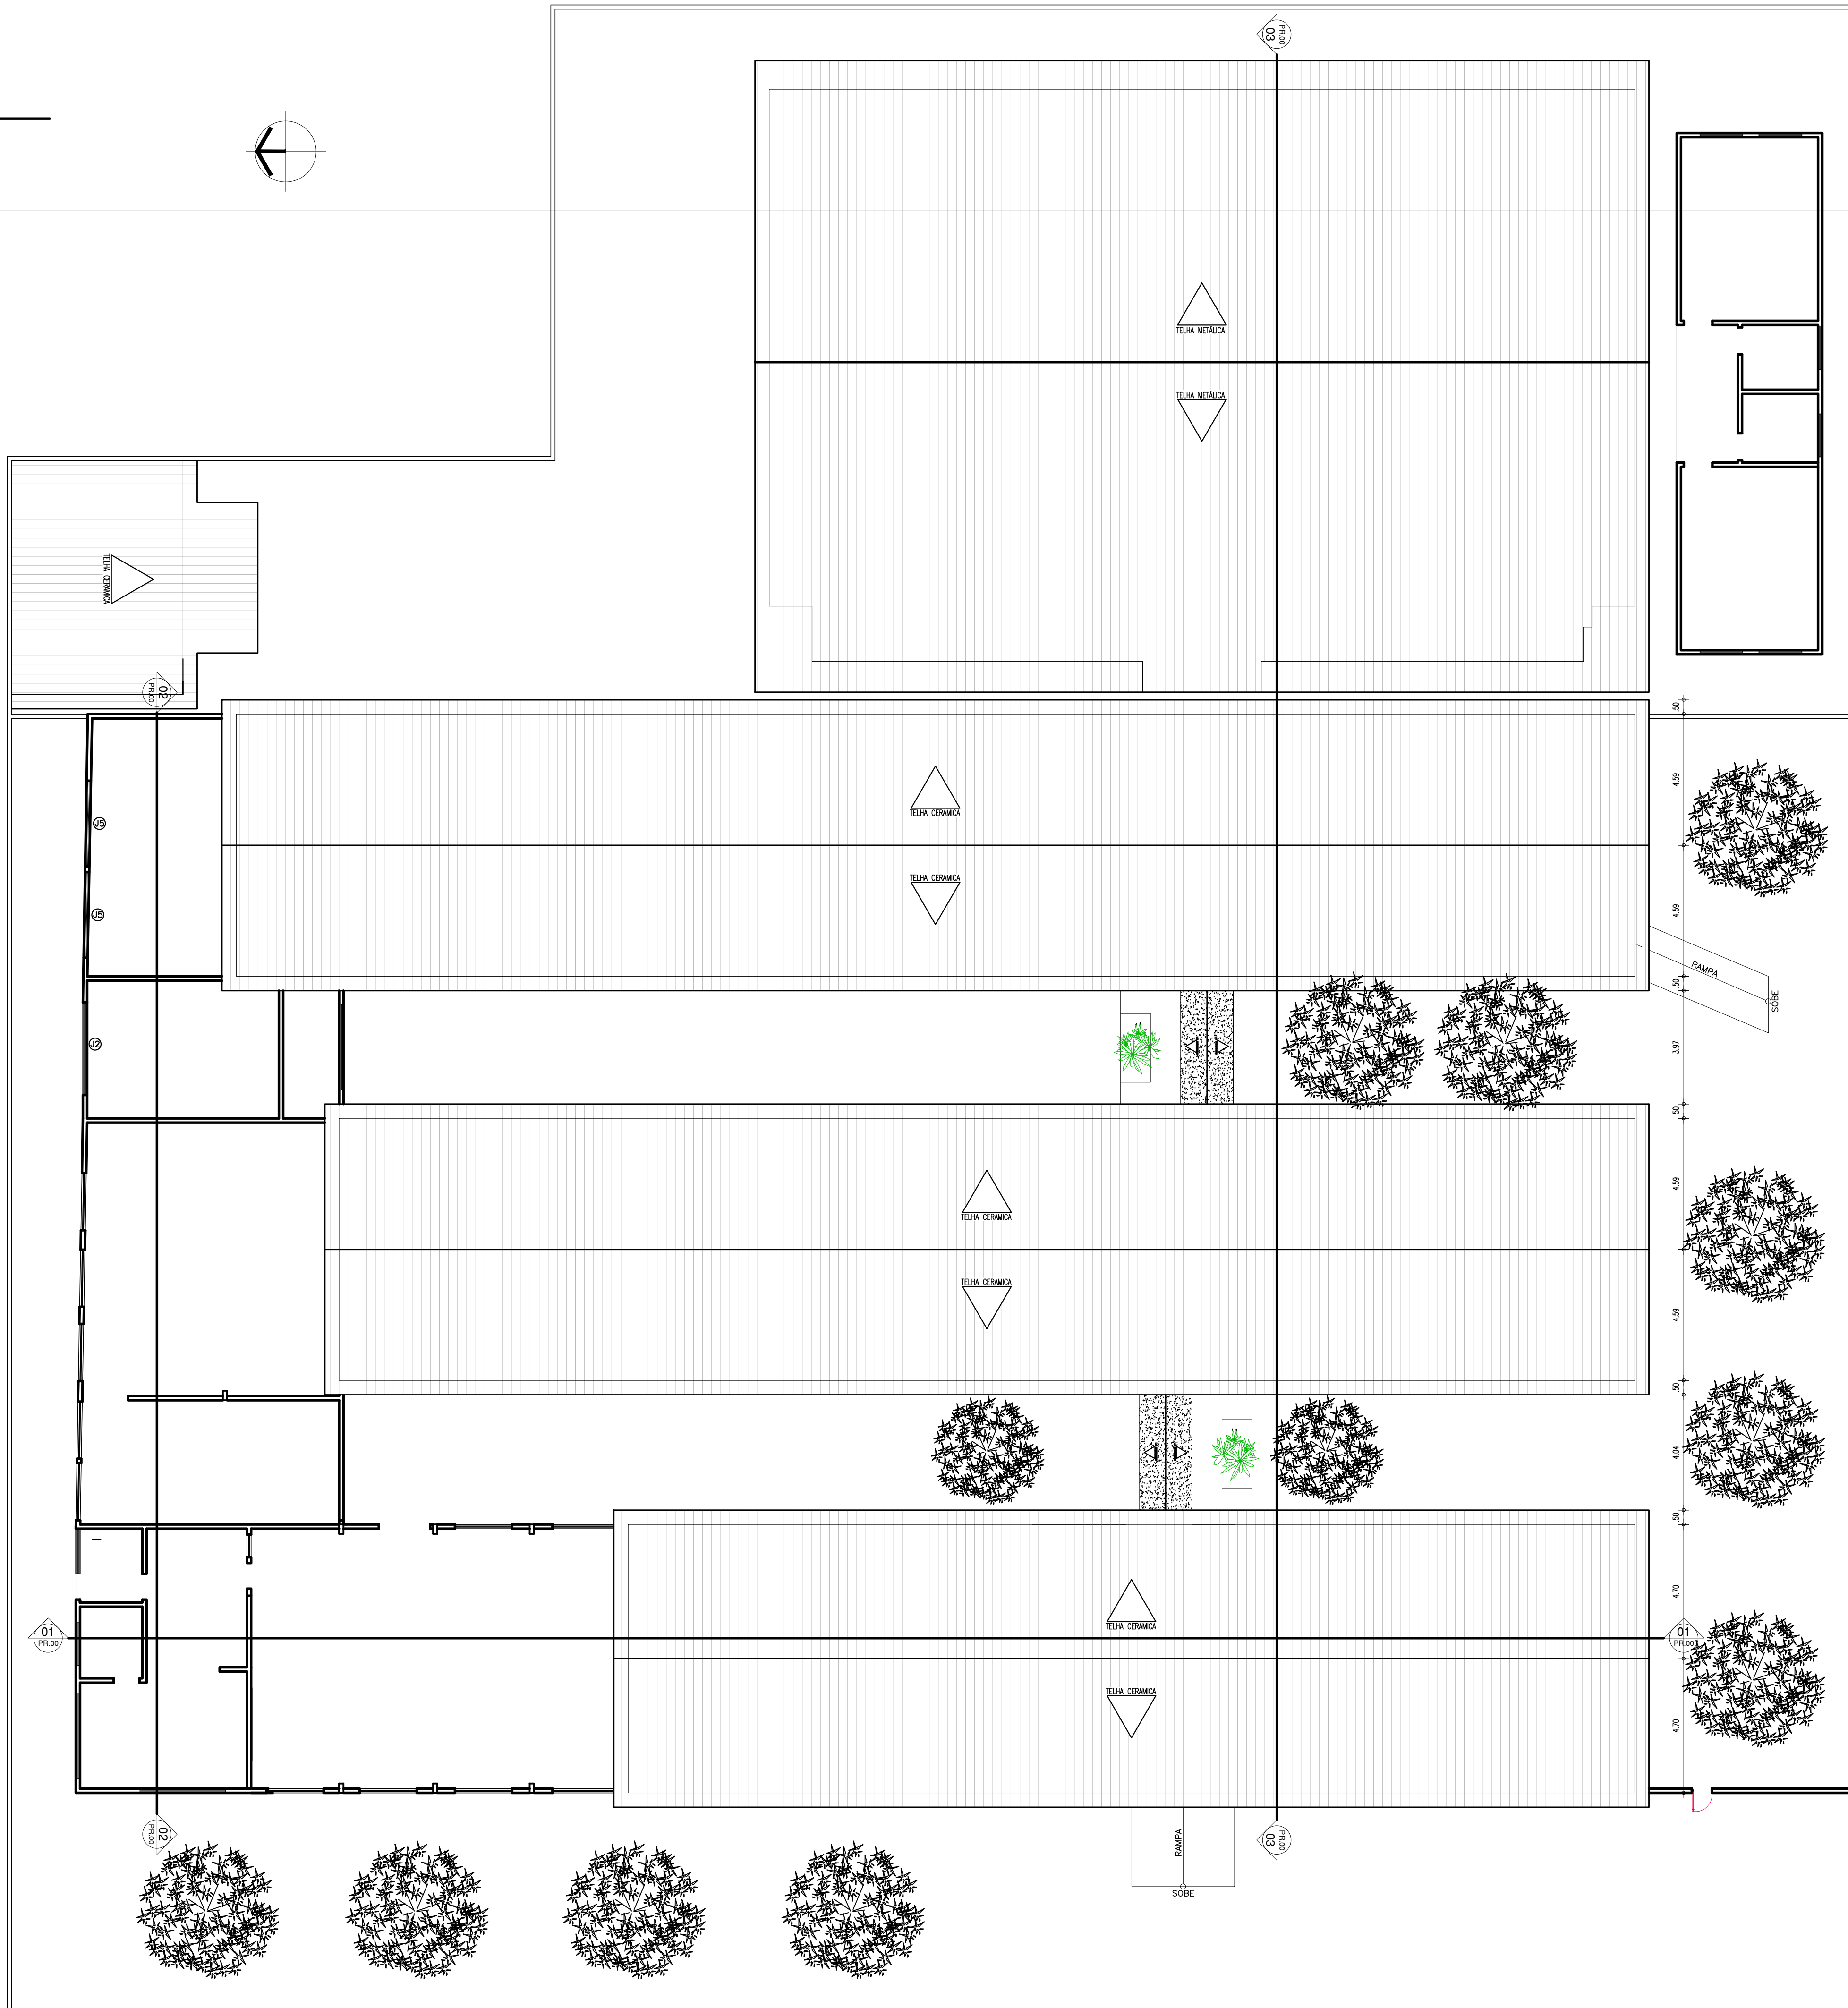 PR.00
03
TELHA METÁLICA
TELHA METÁLICA
TELHA CERAMICA
02
PR.00
.50
4.59
TELHA CERAMICA
J5
TELHA CERAMICA
J5
4.59
RAMPA
SOBE
.50
J2
3.97
.50
4.59
TELHA CERAMICA
TELHA CERAMICA
4.59
.50
4.04
.50
4.70
TELHA CERAMICA
01
PR.00
01
PR.00
TELHA CERAMICA
4.70
02
PR.00
RAMPA
SOBE
PR.00
03